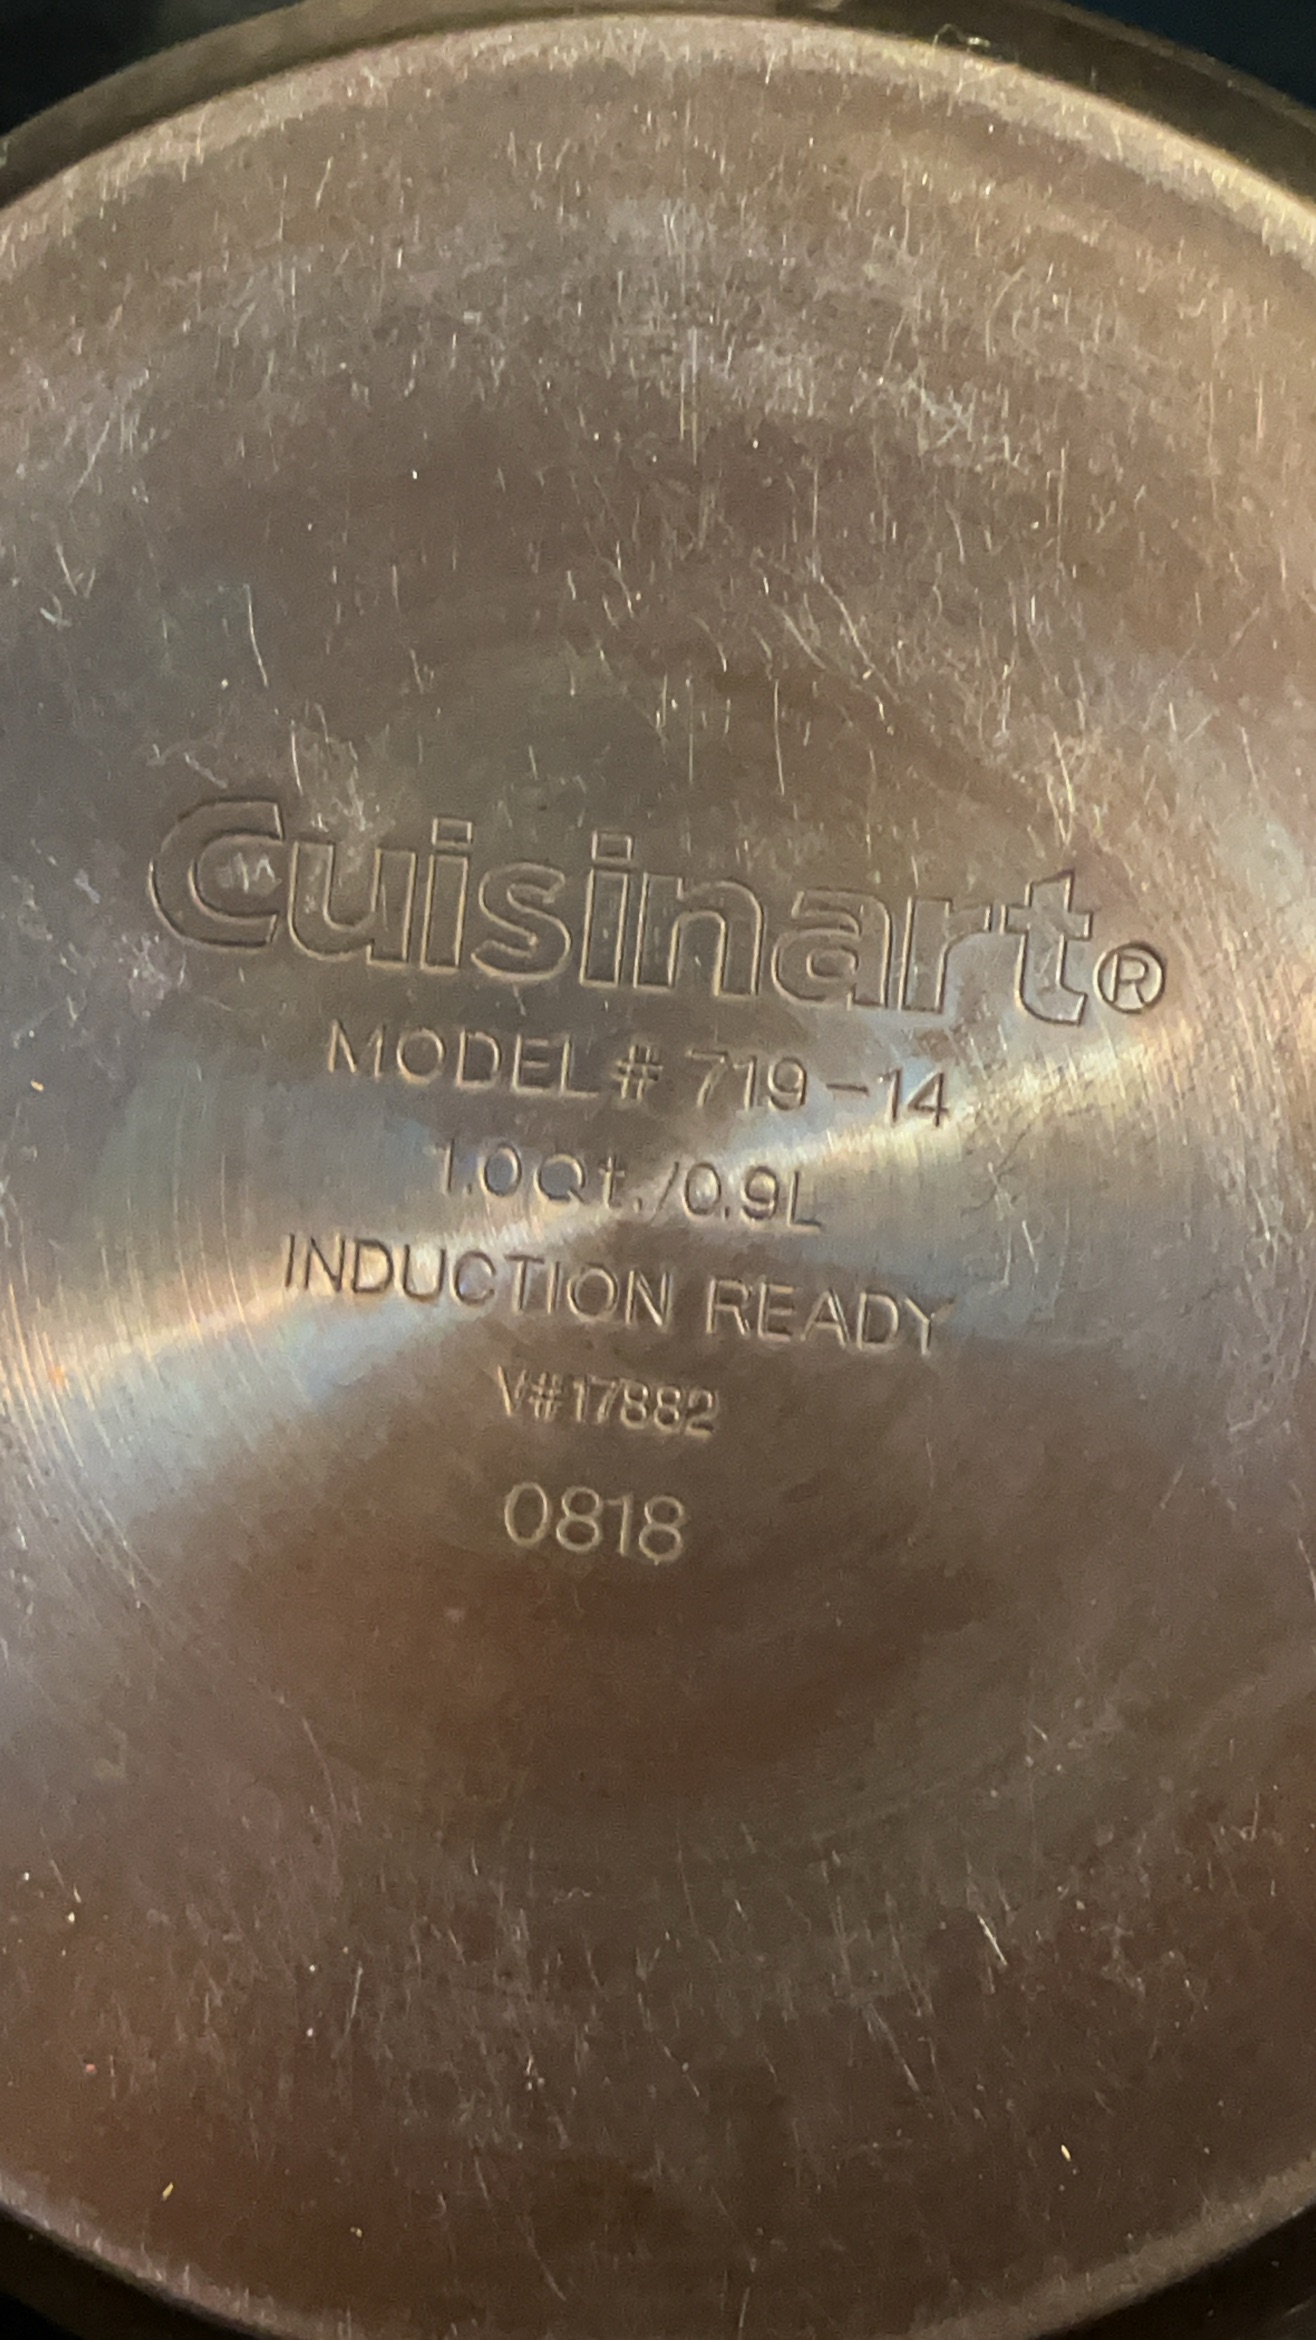 Cuisinart®
MODEL # 719-14
1.0Qt./0.9L
INDUCTION READY
V#17882
0818